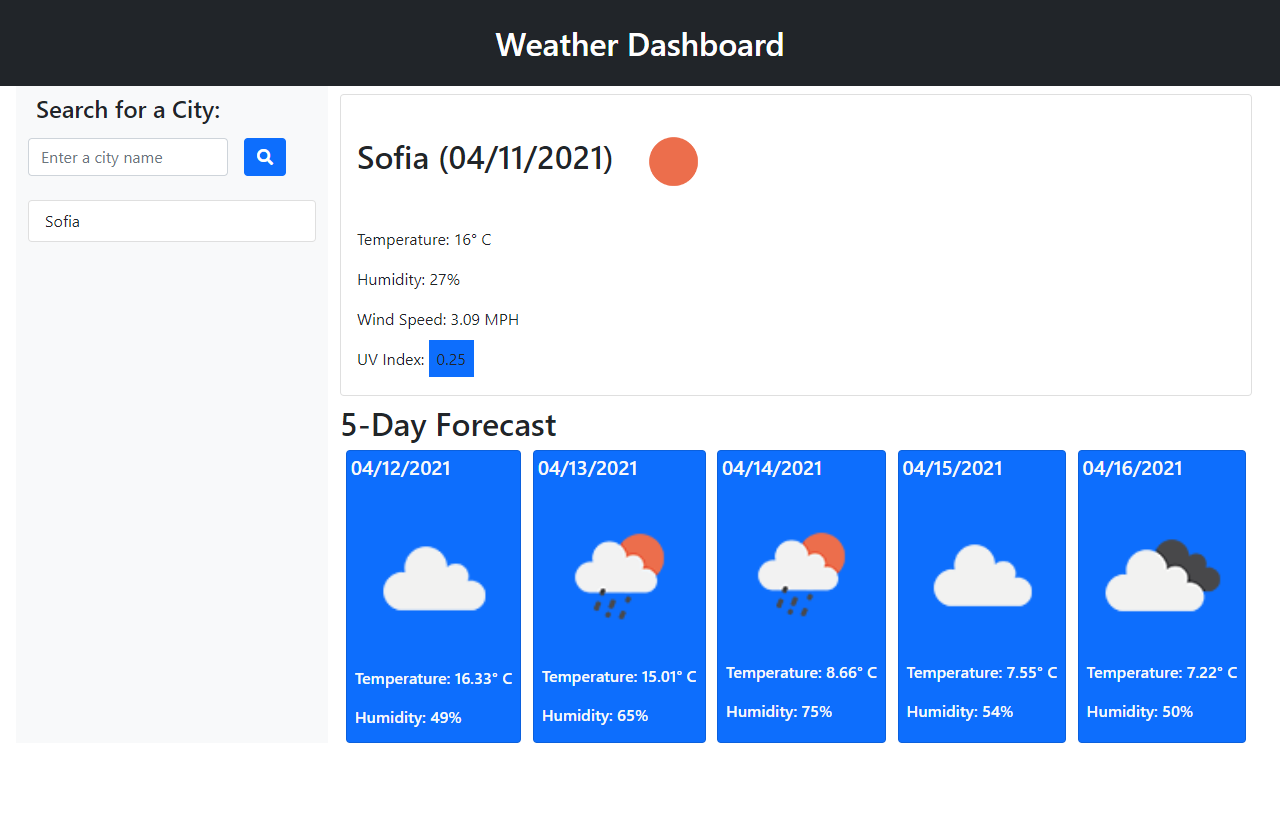 Weather Dashboard
Search for a City:
Enter a city name
Sofia
Sofia (04/11/2021)
Temperature: 16° C
Humidity: 27%
Wind Speed: 3.09 MPH
UV Index: 0.25
5-Day Forecast
04/12/2021
Temperature: 16.33° C
Humidity: 49%
04/13/2021
Temperature: 15.01° C
Humidity: 65%
04/14/2021
Temperature: 8.66° C
Humidity: 75%
04/15/2021
Temperature: 7.55° C
Humidity: 54%
04/16/2021
Temperature: 7.22° C
Humidity: 50%